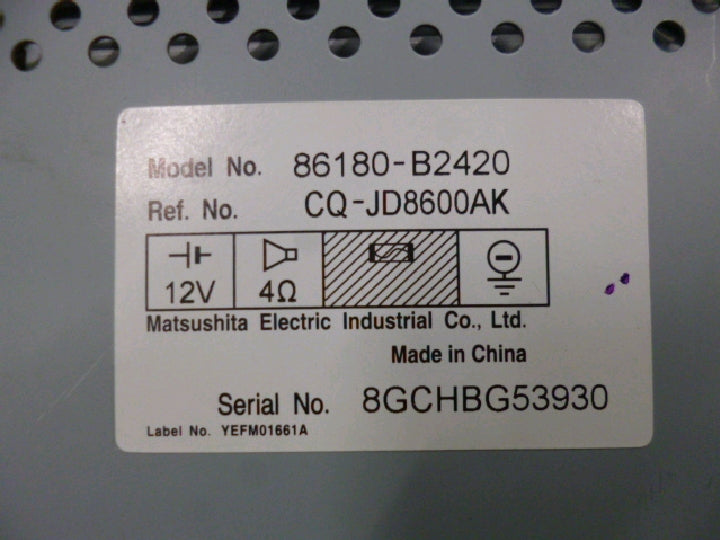 Model No. 86180-B2420
Ref. No. CQ-JD8600AK
12V 4Ω
Matsushita Electric Industrial Co., Ltd.
Made in China
Serial No. 8GCHBG53930
Label No. YEFM01661A